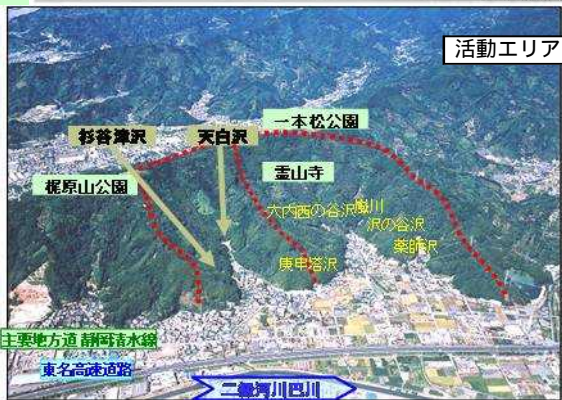 活動エリア
一本松公園
杉谷津沢
天白沢
霊山寺
梶原山公園
大内西の谷沢
嶽川
沢の谷沢
薬師沢
庚申塔沢
主要地方道 静岡清水線
東名高速道路
二級河川巴川